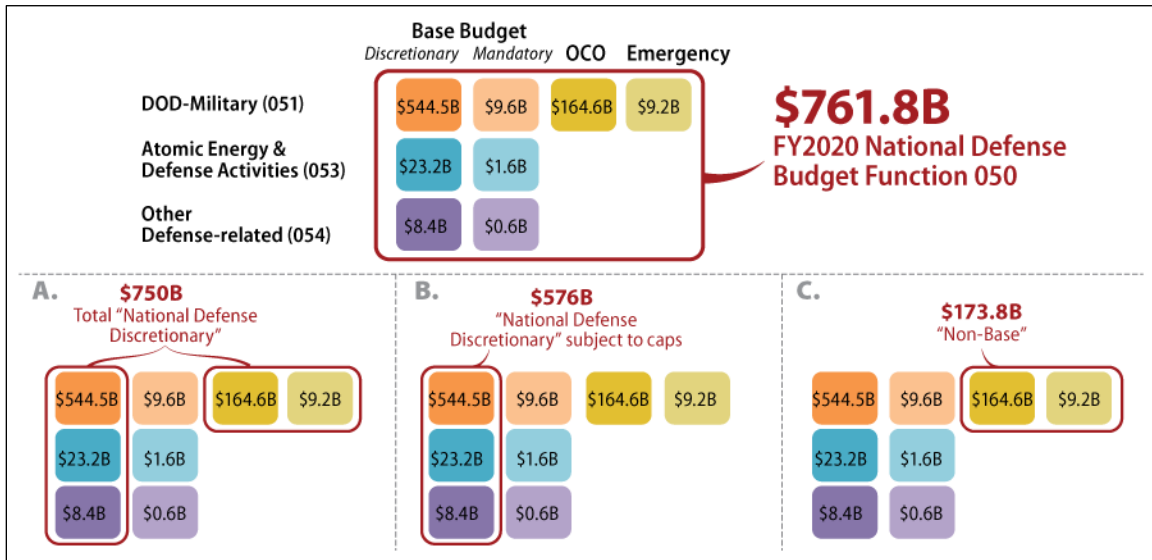 Base Budget
Discretionary Mandatory OCO Emergency
DOD-Military (051) $544.5B $9.6B $164.6B $9.2B
$761.8B
FY2020 National Defense
Budget Function 050
Atomic Energy &
Defense Activities (053) $23.2B $1.6B
Other
Defense-related (054) $8.4B $0.6B
A.
$750B
Total “National Defense
Discretionary”
$544.5B $9.6B $164.6B $9.2B
$23.2B $1.6B
$8.4B $0.6B
B.
$576B
“National Defense
Discretionary” subject to caps
$544.5B $9.6B $164.6B $9.2B
$23.2B $1.6B
$8.4B $0.6B
C.
$173.8B
“Non-Base”
$544.5B $9.6B $164.6B $9.2B
$23.2B $1.6B
$8.4B $0.6B